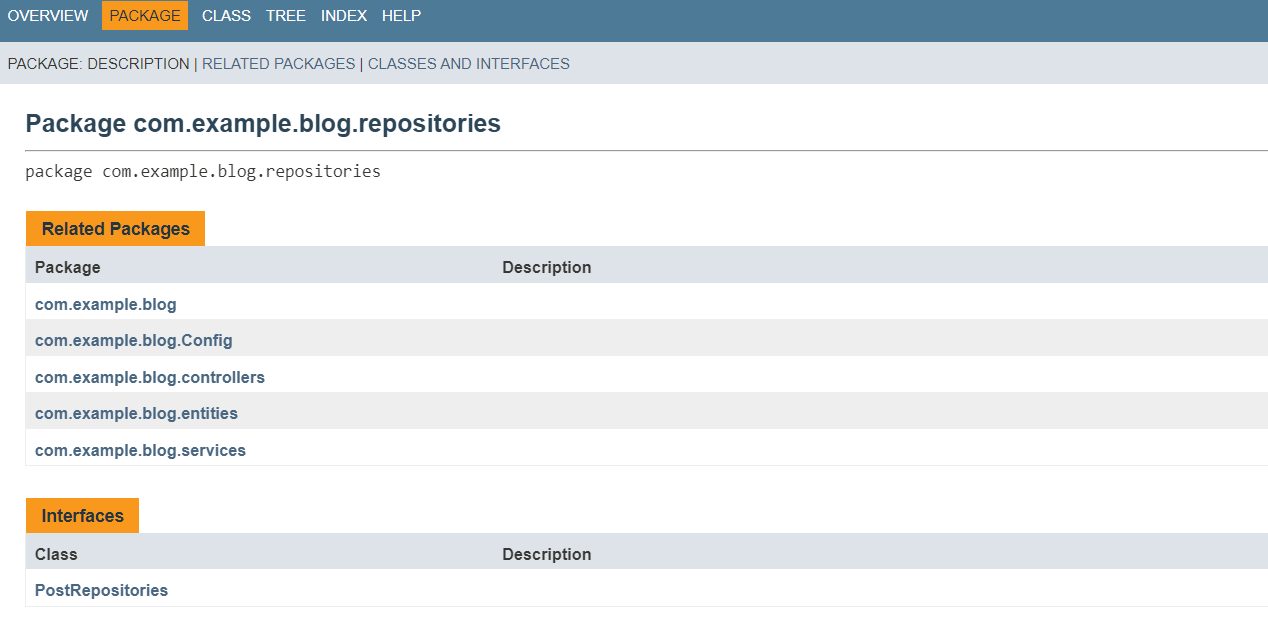 OVERVIEW PACKAGE CLASS TREE INDEX HELP
PACKAGE: DESCRIPTION | RELATED PACKAGES | CLASSES AND INTERFACES
Package com.example.blog.repositories
package com.example.blog.repositories
Related Packages
Package Description
com.example.blog
com.example.blog.Config
com.example.blog.controllers
com.example.blog.entities
com.example.blog.services
Interfaces
Class Description
PostRepositories